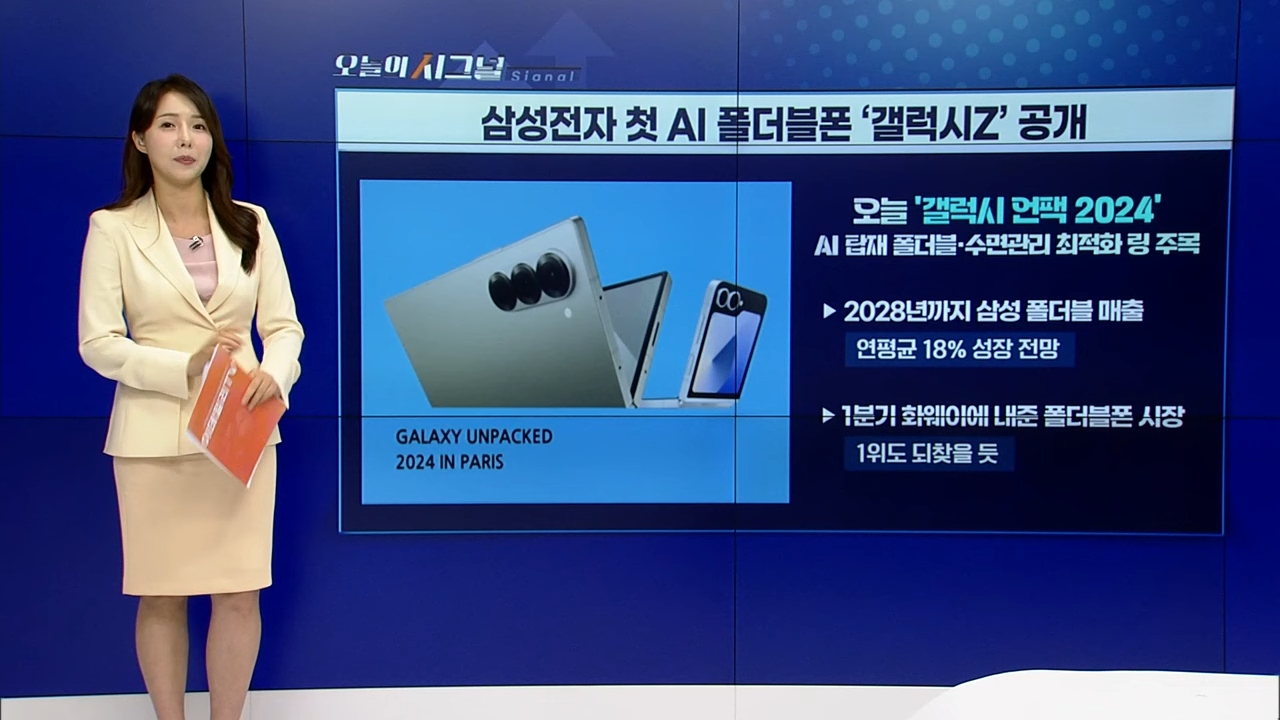 오늘의 시그널
Signal
삼성전자 첫 AI 폴더블폰 ‘갤럭시Z’ 공개
오늘 '갤럭시 언팩 2024'
AI 탑재 폴더블·수면관리 최적화 링 주목
▶ 2028년까지 삼성 폴더블 매출
연평균 18% 성장 전망
▶ 1분기 화웨이에 내준 폴더블폰 시장
1위도 되찾을 듯
GALAXY UNPACKED
2024 IN PARIS